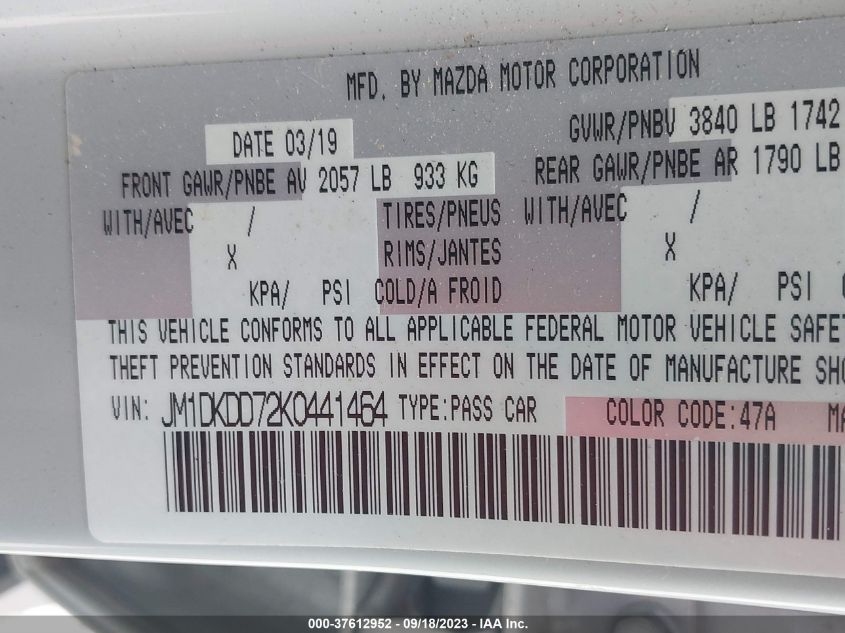 MFD. BY MAZDA MOTOR CORPORATION
DATE 03/19
GVWR/PNBV 3840 LB 1742
FRONT GAWR/PNBE AV 2057 LB 933 KG
REAR GAWR/PNBE AR 1790 LB
WITH/AVEC / TIRES/PNEUS WITH/AVEC /
X RIMS/JANTES X
KPA/ PSI COLD/A FROID KPA/ PSI
THIS VEHICLE CONFORMS TO ALL APPLICABLE FEDERAL MOTOR VEHICLE SAFET
THEFT PREVENTION STANDARDS IN EFFECT ON THE DATE OF MANUFACTURE SHO
VIN: JM1DKDD72K0441464 TYPE:PASS CAR COLOR CODE:47A MA
000-37612952 - 09/18/2023 - IAA Inc.